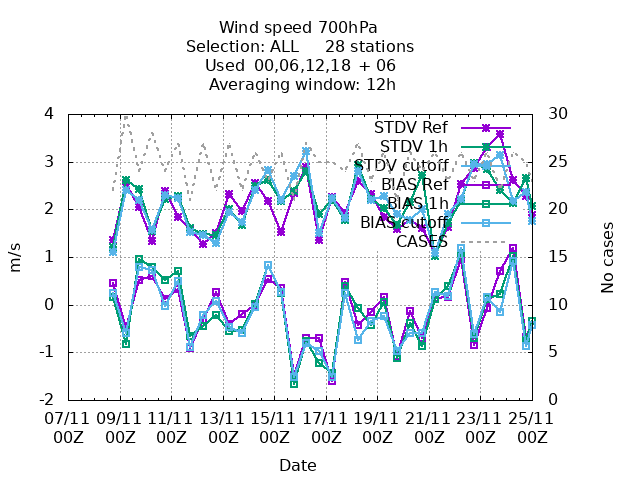 Wind speed 700hPa
Selection: ALL 28 stations
Used 00,06,12,18 + 06
Averaging window: 12h
4 30
STDV Ref
STDV 1h
3 25
STDV cutoff
BIAS Ref
2 20
BIAS 1h
BIAS cutoff
CASES
1 15
0 10
-1 5
-2 0
m/s
No cases
07/11 09/11 11/11 13/11 15/11 17/11 19/11 21/11 23/11 25/11
00Z 00Z 00Z 00Z 00Z 00Z 00Z 00Z 00Z 00Z
Date